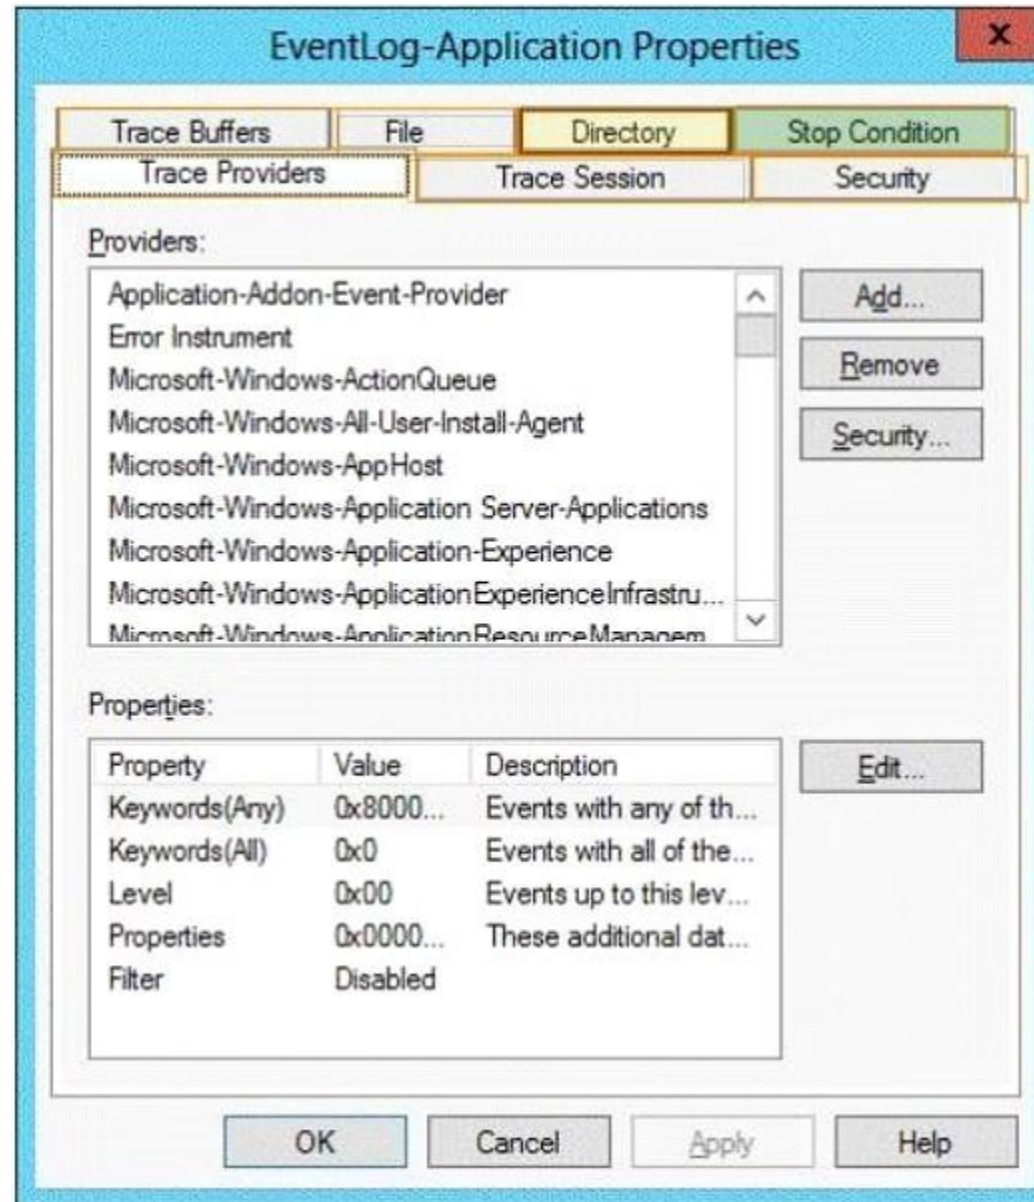 EventLog-Application Properties
x
Trace Buffers File Directory Stop Condition
Trace Providers Trace Session Security
Providers:
Application-Addon-Event-Provider
Error Instrument
Microsoft-Windows-ActionQueue
Microsoft-Windows-All-User-Install-Agent
Microsoft-Windows-AppHost
Microsoft-Windows-Application Server-Applications
Microsoft-Windows-Application-Experience
Microsoft-Windows-ApplicationExperienceInfrastru...
Microsoft-Windows-ApplicationResourceManagem
Add...
Remove
Security...
Properties:
Property Value Description
Keywords(Any) 0x8000... Events with any of th...
Keywords(All) 0x0 Events with all of the...
Level 0x00 Events up to this lev...
Properties 0x0000... These additional dat...
Filter Disabled
Edit...
OK Cancel Apply Help